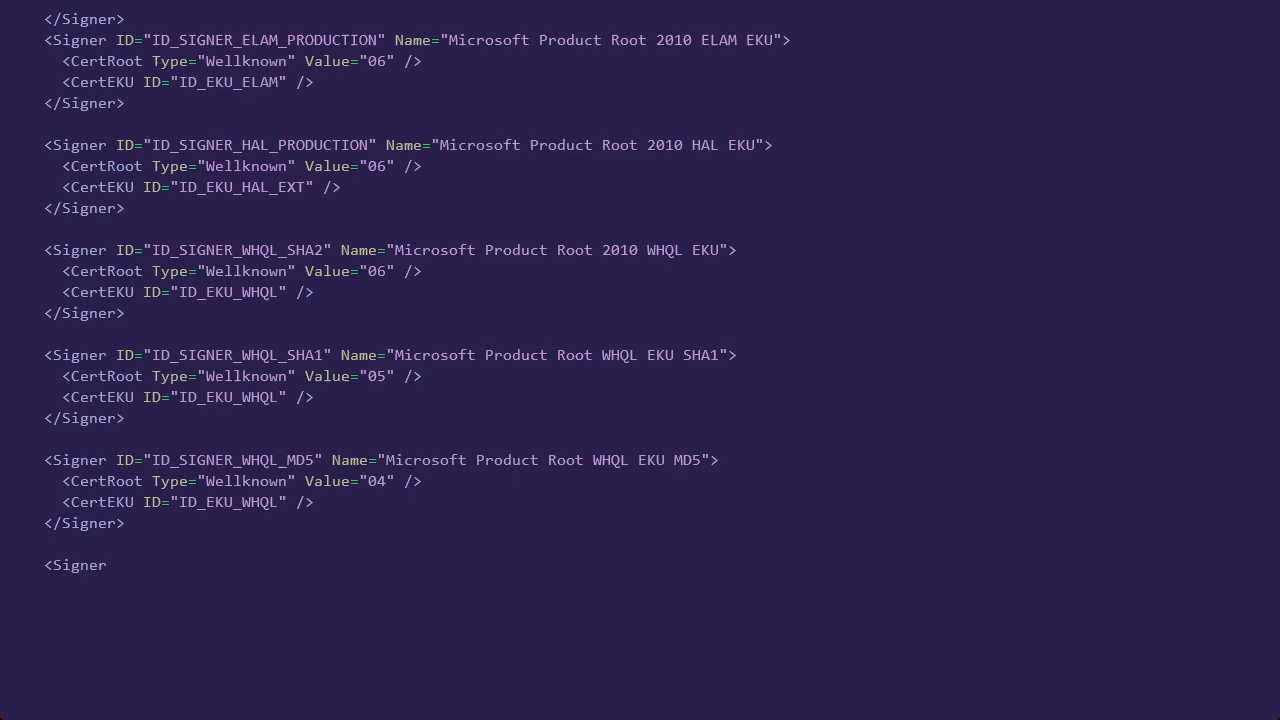 </Signer>
<Signer ID="ID_SIGNER_ELAM_PRODUCTION" Name="Microsoft Product Root 2010 ELAM EKU">
<CertRoot Type="Wellknown" Value="06" />
<CertEKU ID="ID_EKU_ELAM" />
</Signer>
<Signer ID="ID_SIGNER_HAL_PRODUCTION" Name="Microsoft Product Root 2010 HAL EKU">
<CertRoot Type="Wellknown" Value="06" />
<CertEKU ID="ID_EKU_HAL_EXT" />
</Signer>
<Signer ID="ID_SIGNER_WHQL_SHA2" Name="Microsoft Product Root 2010 WHQL EKU">
<CertRoot Type="Wellknown" Value="06" />
<CertEKU ID="ID_EKU_WHQL" />
</Signer>
<Signer ID="ID_SIGNER_WHQL_SHA1" Name="Microsoft Product Root WHQL EKU SHA1">
<CertRoot Type="Wellknown" Value="05" />
<CertEKU ID="ID_EKU_WHQL" />
</Signer>
<Signer ID="ID_SIGNER_WHQL_MD5" Name="Microsoft Product Root WHQL EKU MD5">
<CertRoot Type="Wellknown" Value="04" />
<CertEKU ID="ID_EKU_WHQL" />
</Signer>
<Signer